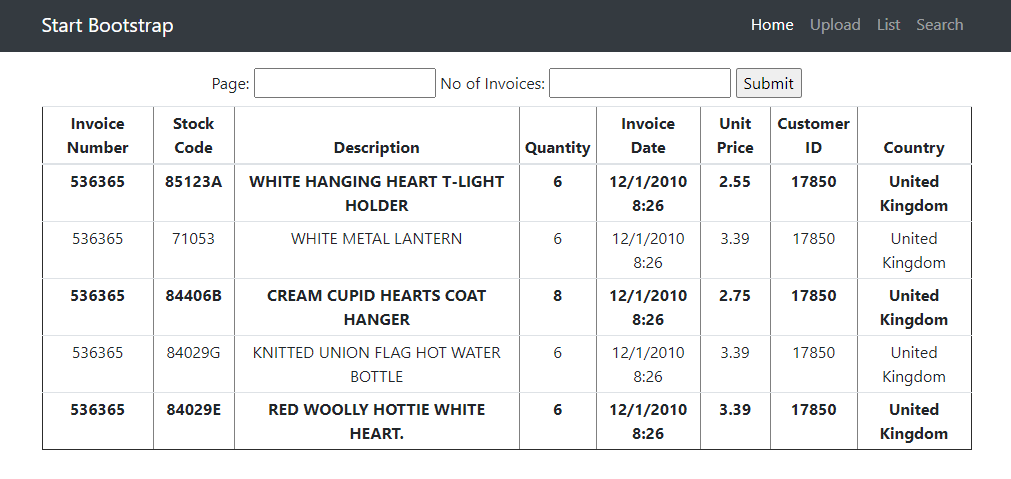 Start Bootstrap Home Upload List Search
Page: No of Invoices: Submit
Invoice Number Stock Code Description Quantity Invoice Date Unit Price Customer ID Country
536365 85123A WHITE HANGING HEART T-LIGHT HOLDER 6 12/1/2010 8:26 2.55 17850 United Kingdom
536365 71053 WHITE METAL LANTERN 6 12/1/2010 8:26 3.39 17850 United Kingdom
536365 84406B CREAM CUPID HEARTS COAT HANGER 8 12/1/2010 8:26 2.75 17850 United Kingdom
536365 84029G KNITTED UNION FLAG HOT WATER BOTTLE 6 12/1/2010 8:26 3.39 17850 United Kingdom
536365 84029E RED WOOLLY HOTTIE WHITE HEART. 6 12/1/2010 8:26 3.39 17850 United Kingdom